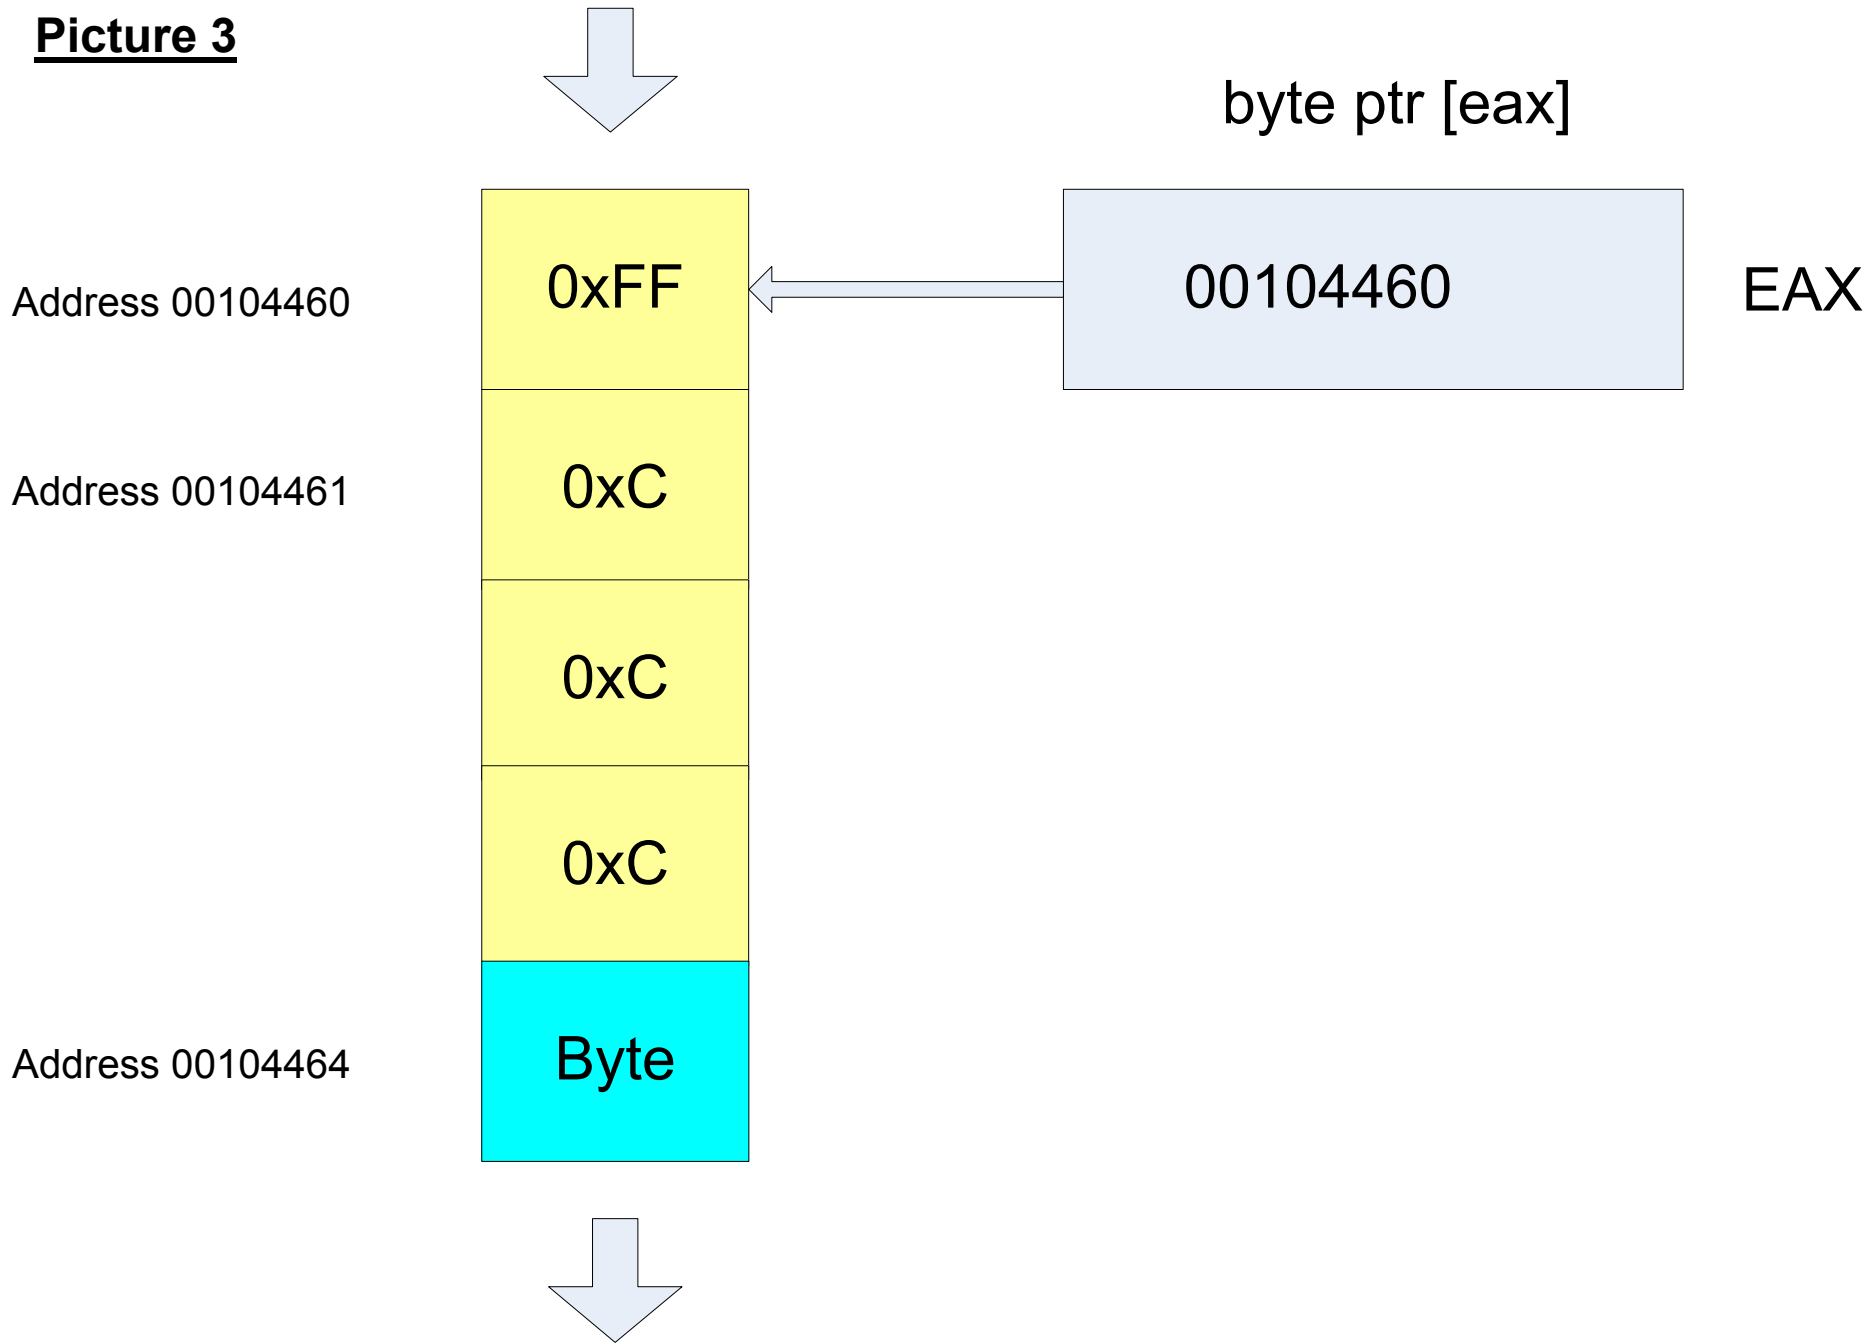 Picture 3
byte ptr [eax]
Address 00104460
0xFF
00104460
EAX
Address 00104461
0xC
0xC
0xC
Address 00104464
Byte